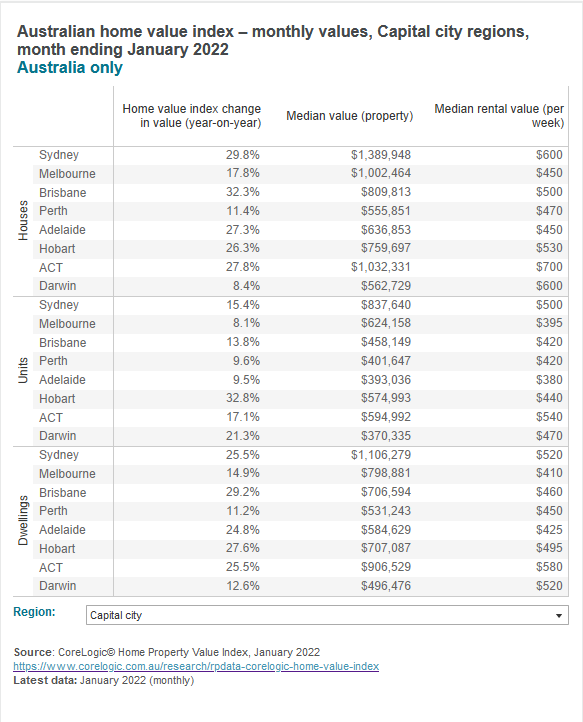 Australian home value index – monthly values, Capital city regions,
month ending January 2022
Australia only
Home value index change
in value (year-on-year)
Median value (property)
Median rental value (per
week)
Houses
Sydney 29.8% $1,389,948 $600
Melbourne 17.8% $1,002,464 $450
Brisbane 32.3% $809,813 $500
Perth 11.4% $555,851 $470
Adelaide 27.3% $636,853 $450
Hobart 26.3% $759,697 $530
ACT 27.8% $1,032,331 $700
Darwin 8.4% $562,729 $600
Units
Sydney 15.4% $837,640 $500
Melbourne 8.1% $624,158 $395
Brisbane 13.8% $458,149 $420
Perth 9.6% $401,647 $420
Adelaide 9.5% $393,036 $380
Hobart 32.8% $574,993 $440
ACT 17.1% $594,992 $540
Darwin 21.3% $370,335 $470
Dwellings
Sydney 25.5% $1,106,279 $520
Melbourne 14.9% $798,881 $410
Brisbane 29.2% $706,594 $460
Perth 11.2% $531,243 $450
Adelaide 24.8% $584,629 $425
Hobart 27.6% $707,087 $495
ACT 25.5% $906,529 $580
Darwin 12.6% $496,476 $520
Region: Capital city
Source: CoreLogic© Home Property Value Index, January 2022
https://www.corelogic.com.au/research/rpdata-corelogic-home-value-index
Latest data: January 2022 (monthly)